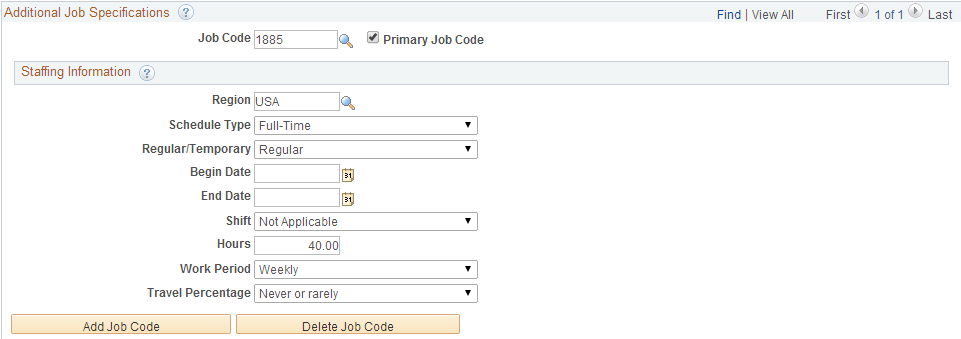 Additional Job Specifications ? Find | View All First 1 of 1 Last
Job Code 1885 Primary Job Code
Staffing Information ?
Region USA
Schedule Type Full-Time
Regular/Temporary Regular
Begin Date 31
End Date 31
Shift Not Applicable
Hours 40.00
Work Period Weekly
Travel Percentage Never or rarely
Add Job Code Delete Job Code